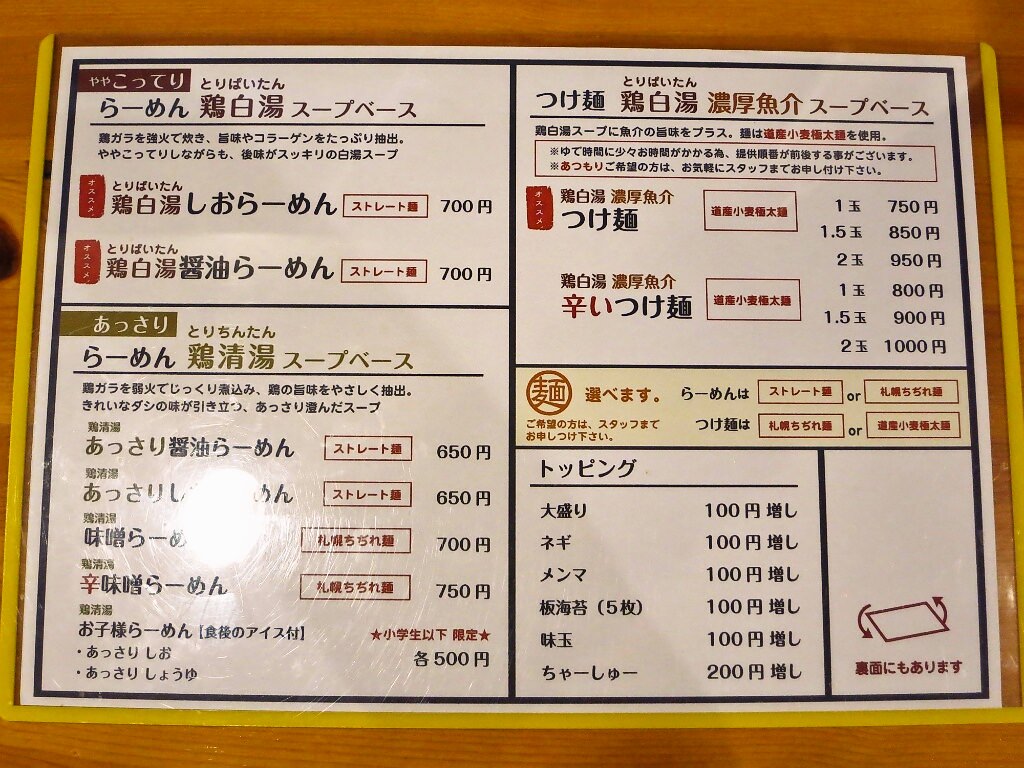 ややこってり
とりぱいたん
らーめん 鶏白湯 スープベース
鶏ガラを強火で炊き、旨味やコラーゲンをたっぷり抽出。
ややこってりしながらも、後味がスッキリの白湯スープ
オススメ
とりぱいたん
鶏白湯しおらーめん ストレート麺 700円
オススメ
とりぱいたん
鶏白湯醤油らーめん ストレート麺 700円
あっさり
とりちんたん
らーめん 鶏清湯 スープベース
鶏ガラを弱火でじっくり煮込み、鶏の旨味をやさしく抽出。
きれいなダシの味が引き立つ、あっさり澄んだスープ
鶏清湯
あっさり醤油らーめん ストレート麺 650円
鶏清湯
あっさりし めん ストレート麺 650円
鶏清湯
味噌らーめ 札幌ちぢれ麺 700円
鶏清湯
辛味噌らーめん 札幌ちぢれ麺 750円
鶏清湯
お子様らーめん【食後のアイス付】 ★小学生以下 限定★
・あっさり しお 各500円
・あっさり しょうゆ
とりぱいたん
つけ麺 鶏白湯 濃厚魚介 スープベース
鶏白湯スープに魚介の旨味をプラス。麺は道産小麦極太麺を使用。
※ゆで時間に少々お時間がかかる為、提供順番が前後する事がございます。
※あつもりご希望の方は、お気軽にスタッフまでお申し付け下さい。
オススメ
鶏白湯 濃厚魚介
つけ麺 道産小麦極太麺
1玉 750円
1.5玉 850円
2玉 950円
鶏白湯 濃厚魚介
辛いつけ麺 道産小麦極太麺
1玉 800円
1.5玉 900円
2玉 1000円
麺 選べます。
ご希望の方は、スタッフまで
お申しつけ下さい。
らーめんは ストレート麺 or 札幌ちぢれ麺
つけ麺は 札幌ちぢれ麺 or 道産小麦極太麺
トッピング
大盛り 100円増し
ネギ 100円増し
メンマ 100円増し
板海苔（5枚） 100円増し
味玉 100円増し
ちゃーしゅー 200円増し
裏面にもあります